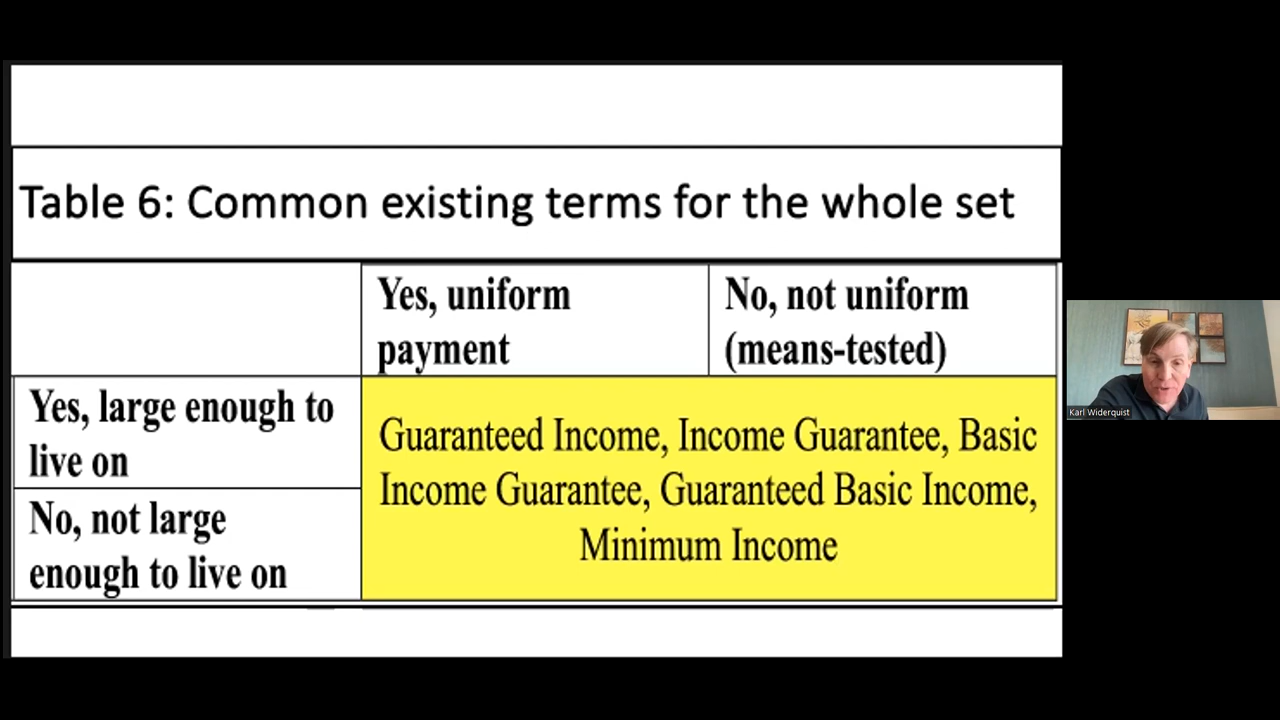 Table 6: Common existing terms for the whole set
Yes, uniform
payment
No, not uniform
(means-tested)
Yes, large enough to
live on
No, not large
enough to live on
Guaranteed Income, Income Guarantee, Basic
Income Guarantee, Guaranteed Basic Income,
Minimum Income
Karl Widerquist